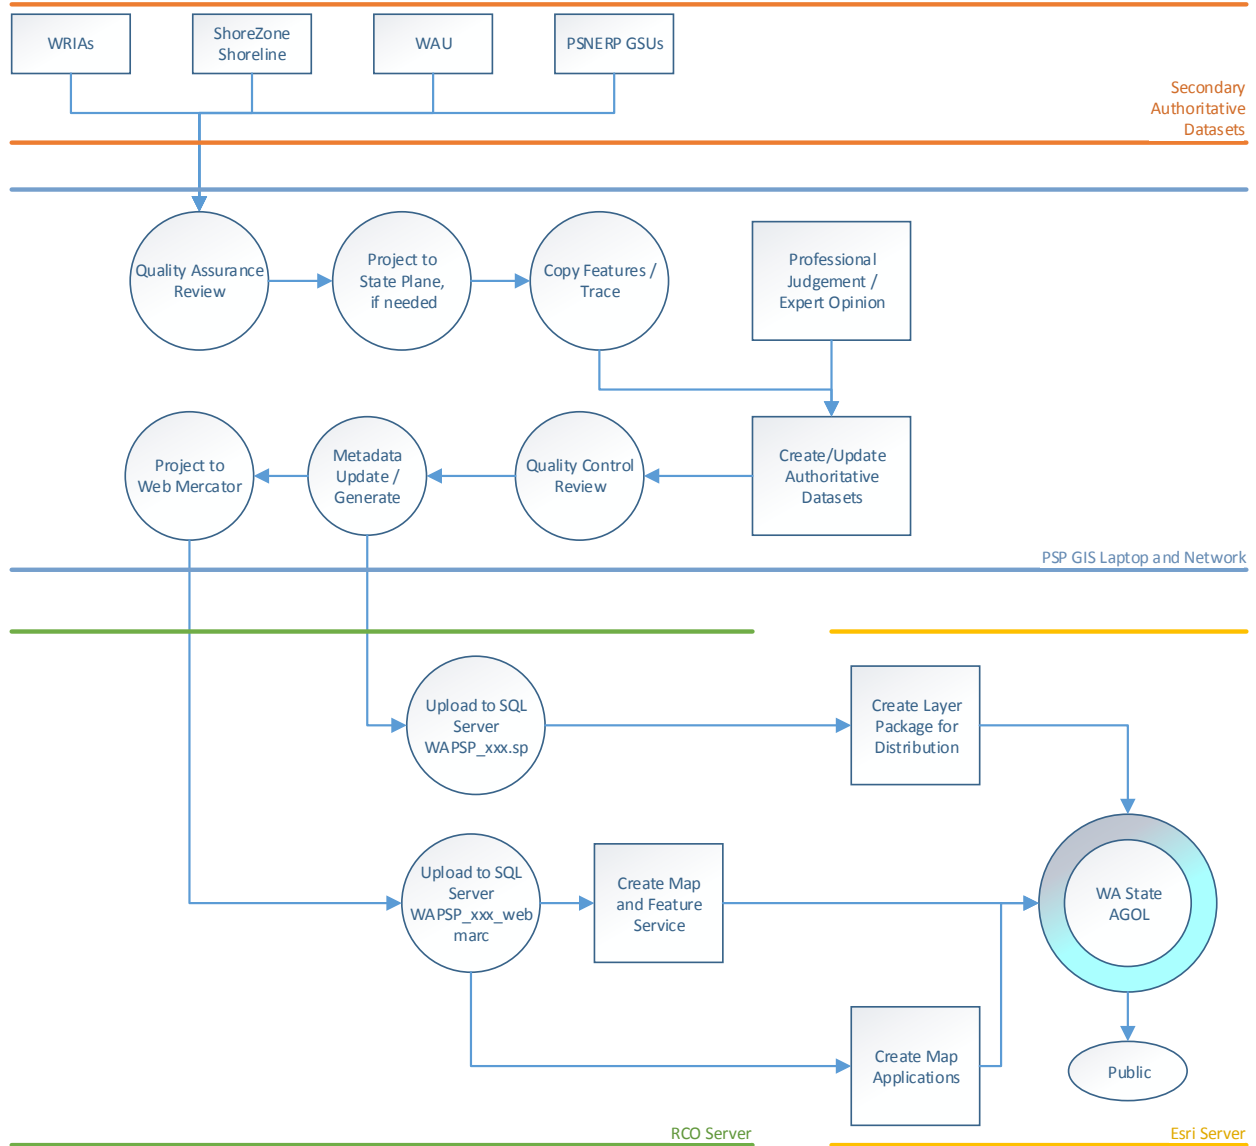 WRIAs
ShoreZone
Shoreline
WAU
PSNERP GSUs
Secondary
Authoritative
Datasets
Quality Assurance
Review
Project to
State Plane,
if needed
Copy Features /
Trace
Professional
Judgement /
Expert Opinion
Project to
Web Mercator
Metadata
Update /
Generate
Quality Control
Review
Create/Update
Authoritative
Datasets
PSP GIS Laptop and Network
Upload to SQL
Server
WAPSP_xxx.sp
Create Layer
Package for
Distribution
Upload to SQL
Server
WAPSP_xxx_web
marc
Create Map
and Feature
Service
WA State
AGOL
Create Map
Applications
Public
RCO Server
Esri Server